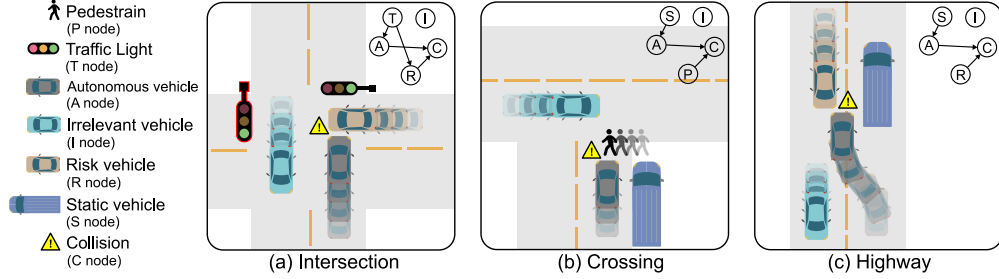 Pedestrain
(P node)
Traffic Light
(T node)
Autonomous vehicle
(A node)
Irrelevant vehicle
(I node)
Risk vehicle
(R node)
Static vehicle
(S node)
Collision
(C node)
T I
A C
R
(a) Intersection
S I
A C
P
(b) Crossing
S I
A C
R
(c) Highway